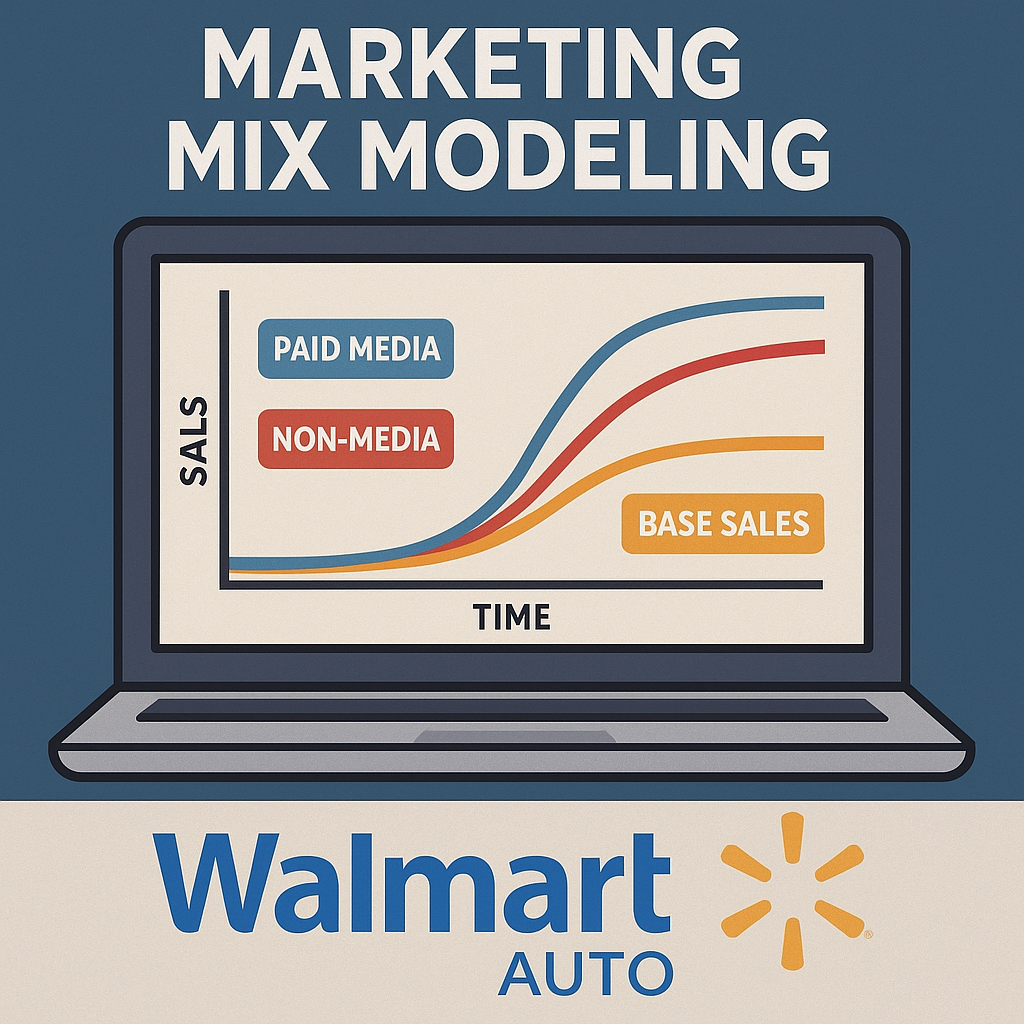 MARKETING
MIX MODELING
PAID MEDIA
NON-MEDIA
SALS
BASE SALES
TIME
Walmart
AUTO
®